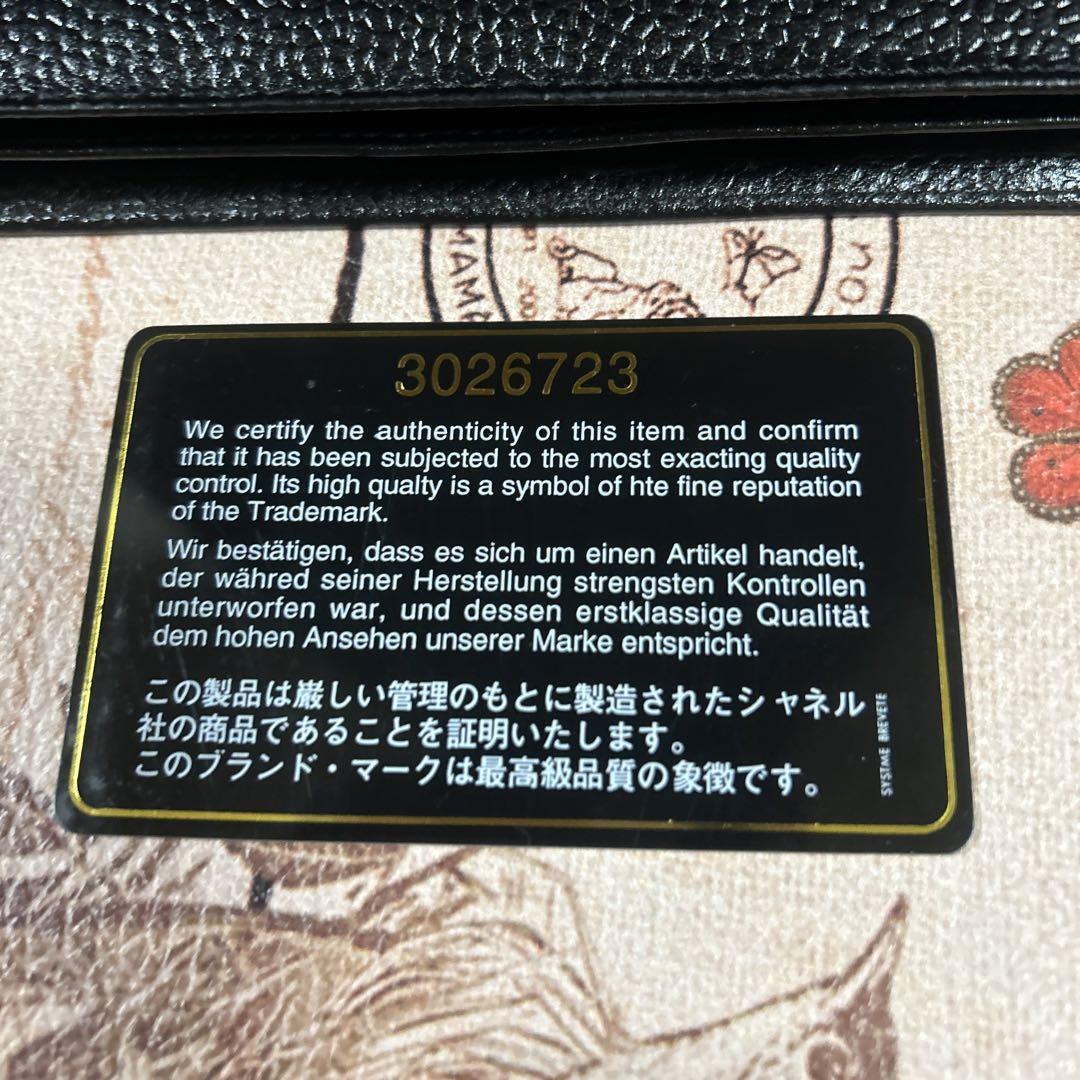 MAM
3026723
We certify the authenticity of this item and confirm
that it has been subjected to the most exacting quality
control. Its high qualty is a symbol of hte fine reputation
of the Trademark.
Wir bestätigen, dass es sich um einen Artikel handelt,
der währed seiner Herstellung strengsten Kontrollen
unterworfen war, und dessen erstklassige Qualität
dem hohen Ansehen unserer Marke entspricht.
この製品は厳しい管理のもとに製造されたシャネル
社の商品であることを証明いたします。
このブランド・マークは最高級品質の象徴です。
SYSTME BREVETE